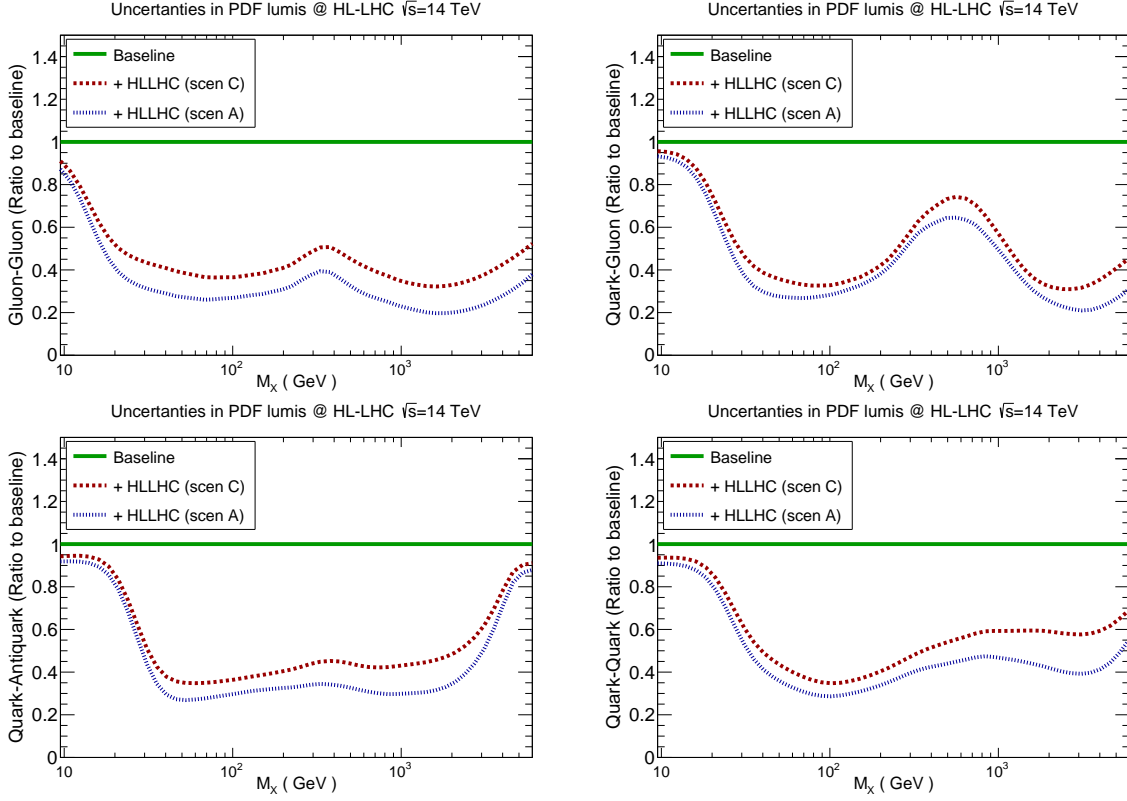 Uncertanties in PDF lumis @ HL-LHC √s=14 TeV
Gluon-Gluon (Ratio to baseline)
1.4
1.2
1
0.8
0.6
0.4
0.2
0
Baseline
+ HLLHC (scen C)
+ HLLHC (scen A)
10
10²
10³
M_X ( GeV )
Uncertanties in PDF lumis @ HL-LHC √s=14 TeV
Quark-Gluon (Ratio to baseline)
1.4
1.2
1
0.8
0.6
0.4
0.2
0
Baseline
+ HLLHC (scen C)
+ HLLHC (scen A)
10
10²
10³
M_X ( GeV )
Uncertanties in PDF lumis @ HL-LHC √s=14 TeV
Quark-Antiquark (Ratio to baseline)
1.4
1.2
1
0.8
0.6
0.4
0.2
0
Baseline
+ HLLHC (scen C)
+ HLLHC (scen A)
10
10²
10³
M_X ( GeV )
Uncertanties in PDF lumis @ HL-LHC √s=14 TeV
Quark-Quark (Ratio to baseline)
1.4
1.2
1
0.8
0.6
0.4
0.2
0
Baseline
+ HLLHC (scen C)
+ HLLHC (scen A)
10
10²
10³
M_X ( GeV )